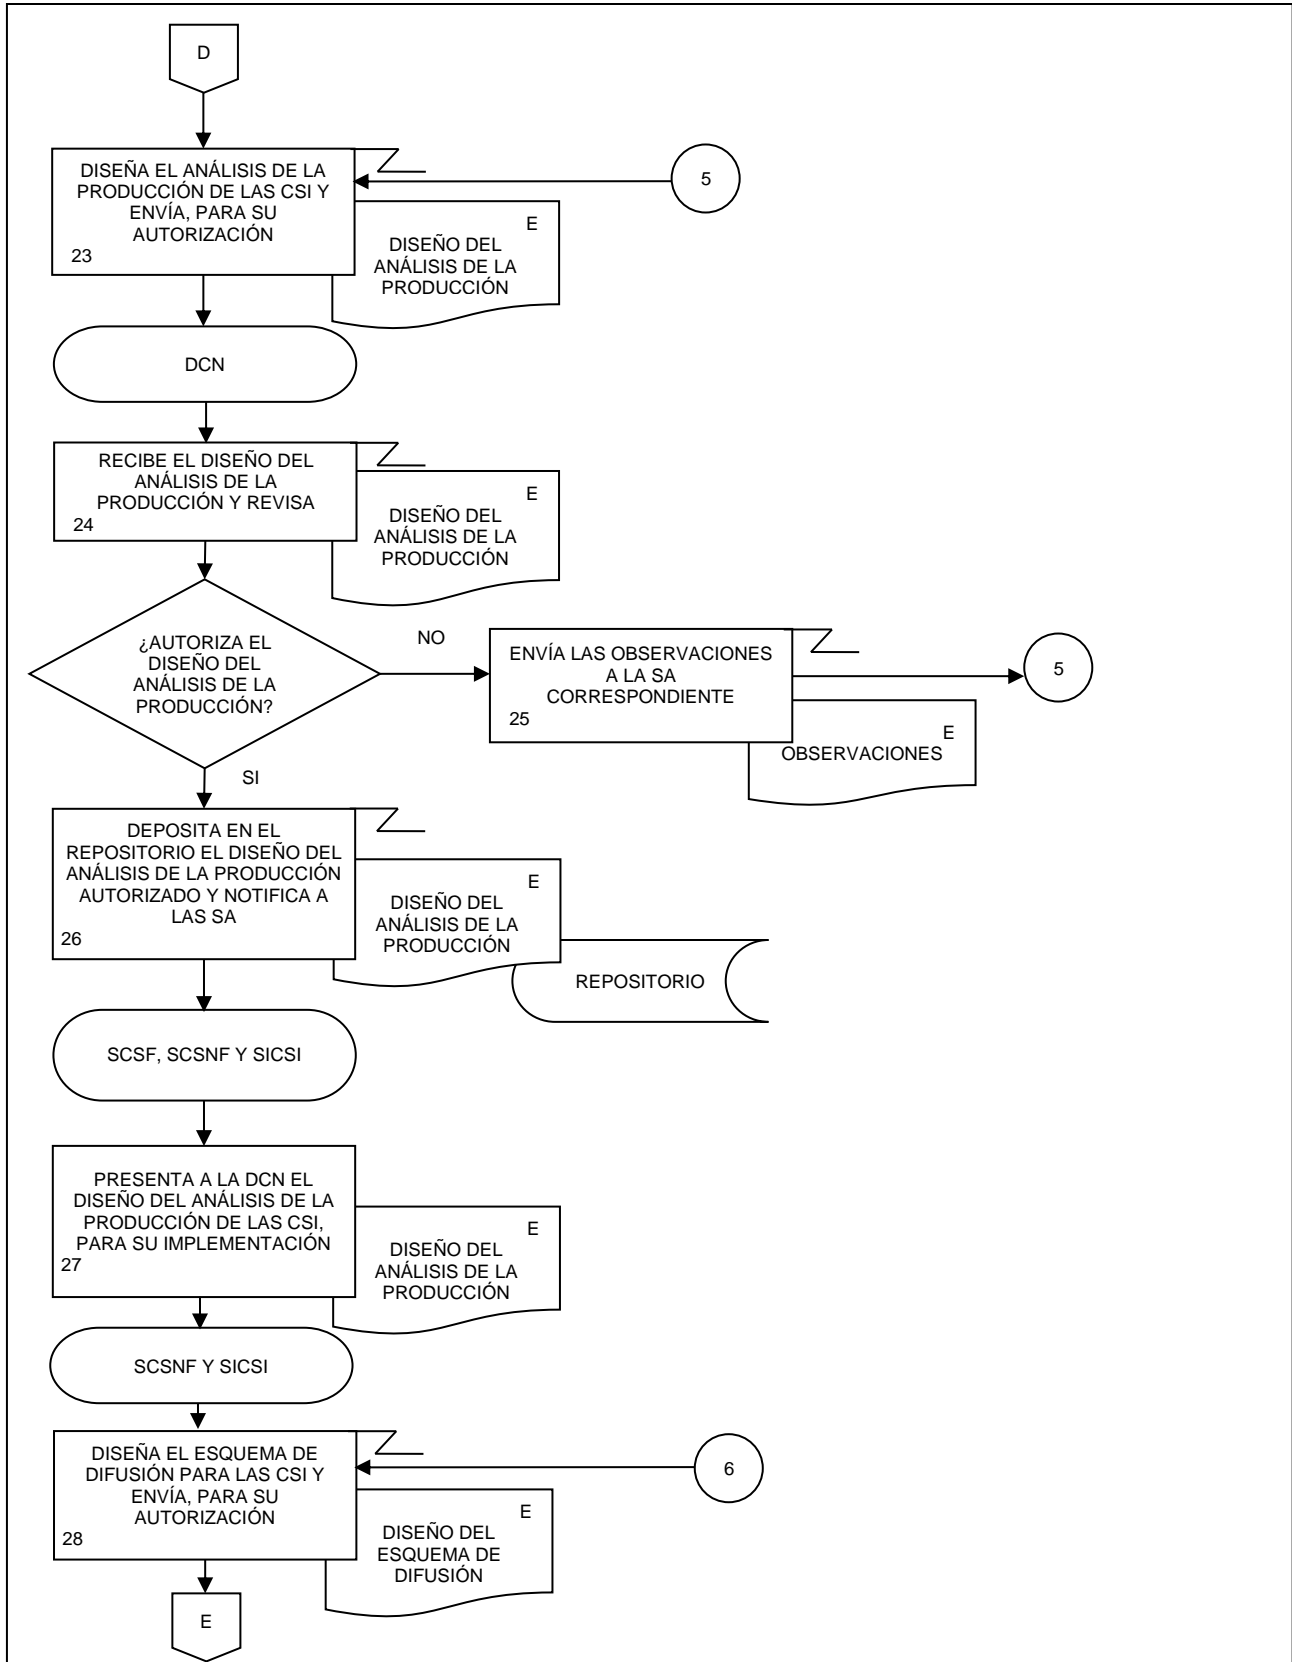 D
DISEÑA EL ANÁLISIS DE LA
PRODUCCIÓN DE LAS CSI Y
ENVÍA, PARA SU
AUTORIZACIÓN
23
5
E
DISEÑO DEL
ANÁLISIS DE LA
PRODUCCIÓN
DCN
RECIBE EL DISEÑO DEL
ANÁLISIS DE LA
PRODUCCIÓN Y REVISA
24
E
DISEÑO DEL
ANÁLISIS DE LA
PRODUCCIÓN
¿AUTORIZA EL
DISEÑO DEL
ANÁLISIS DE LA
PRODUCCIÓN?
NO
ENVÍA LAS OBSERVACIONES
A LA SA
CORRESPONDIENTE
25
5
E
OBSERVACIONES
SI
DEPOSITA EN EL
REPOSITORIO EL DISEÑO DEL
ANÁLISIS DE LA PRODUCCIÓN
AUTORIZADO Y NOTIFICA A
LAS SA
26
E
DISEÑO DEL
ANÁLISIS DE LA
PRODUCCIÓN
REPOSITORIO
SCSF, SCSNF Y SICSI
PRESENTA A LA DCN EL
DISEÑO DEL ANÁLISIS DE LA
PRODUCCIÓN DE LAS CSI,
PARA SU IMPLEMENTACIÓN
27
E
DISEÑO DEL
ANÁLISIS DE LA
PRODUCCIÓN
SCSNF Y SICSI
DISEÑA EL ESQUEMA DE
DIFUSIÓN PARA LAS CSI Y
ENVÍA, PARA SU
AUTORIZACIÓN
28
6
E
DISEÑO DEL
ESQUEMA DE
DIFUSIÓN
E